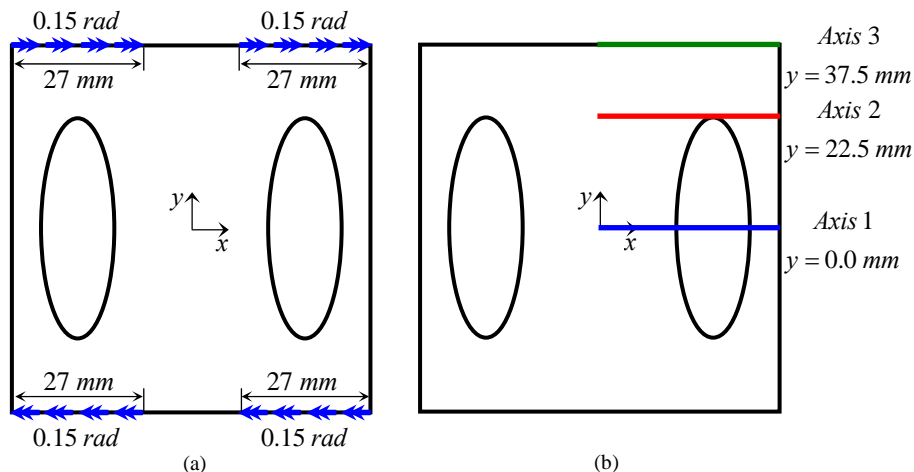 0.15 rad 0.15 rad
27 mm 27 mm
y
x
27 mm 27 mm
0.15 rad 0.15 rad
(a)
Axis 3
y = 37.5 mm
Axis 2
y = 22.5 mm
y
x
Axis 1
y = 0.0 mm
(b)